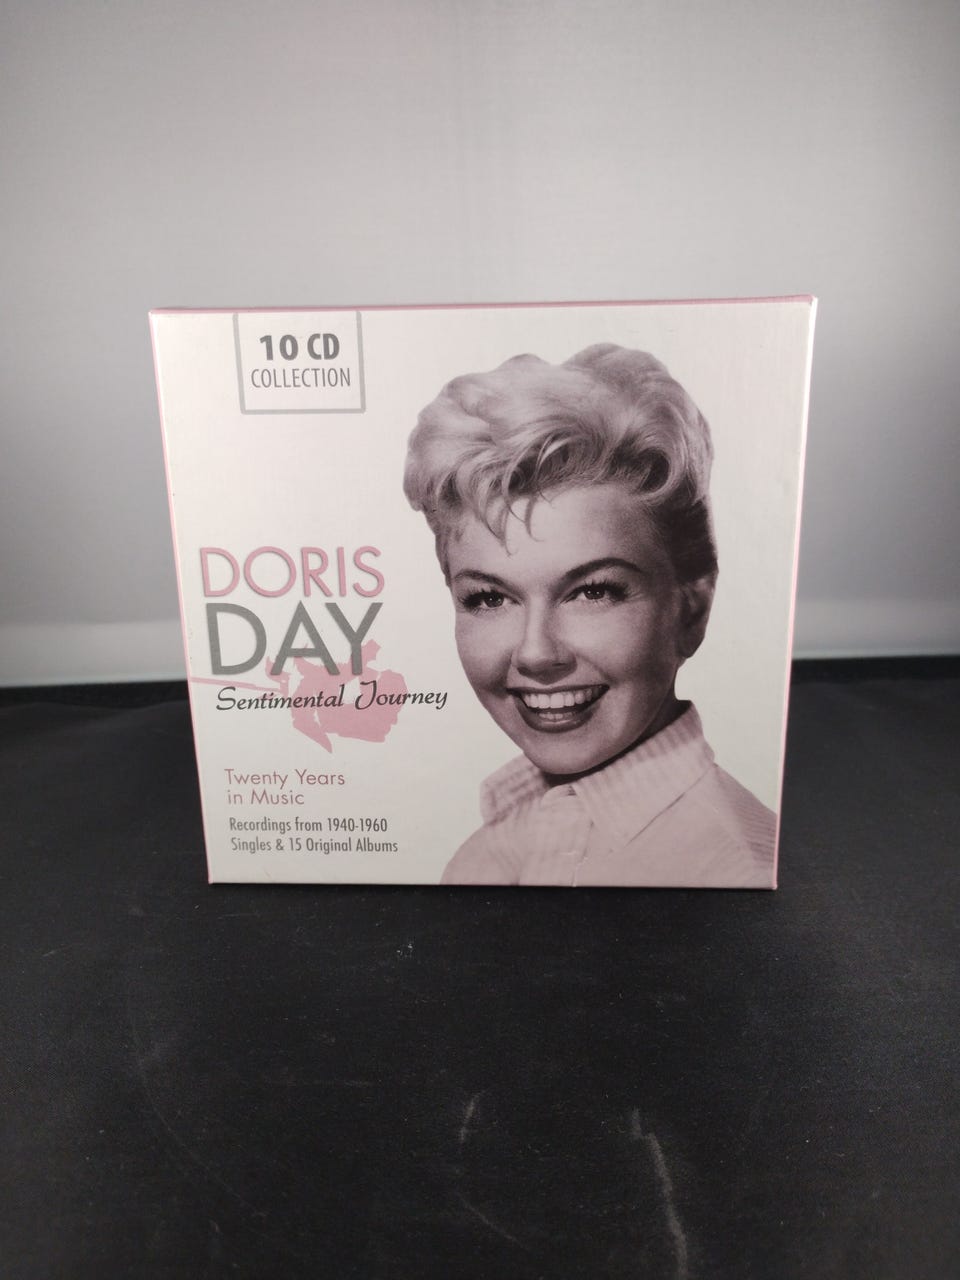 10 CD
COLLECTION
DORIS
DAY
Sentimental Journey
Twenty Years
in Music
Recordings from 1940-1960
Singles & 15 Original Albums